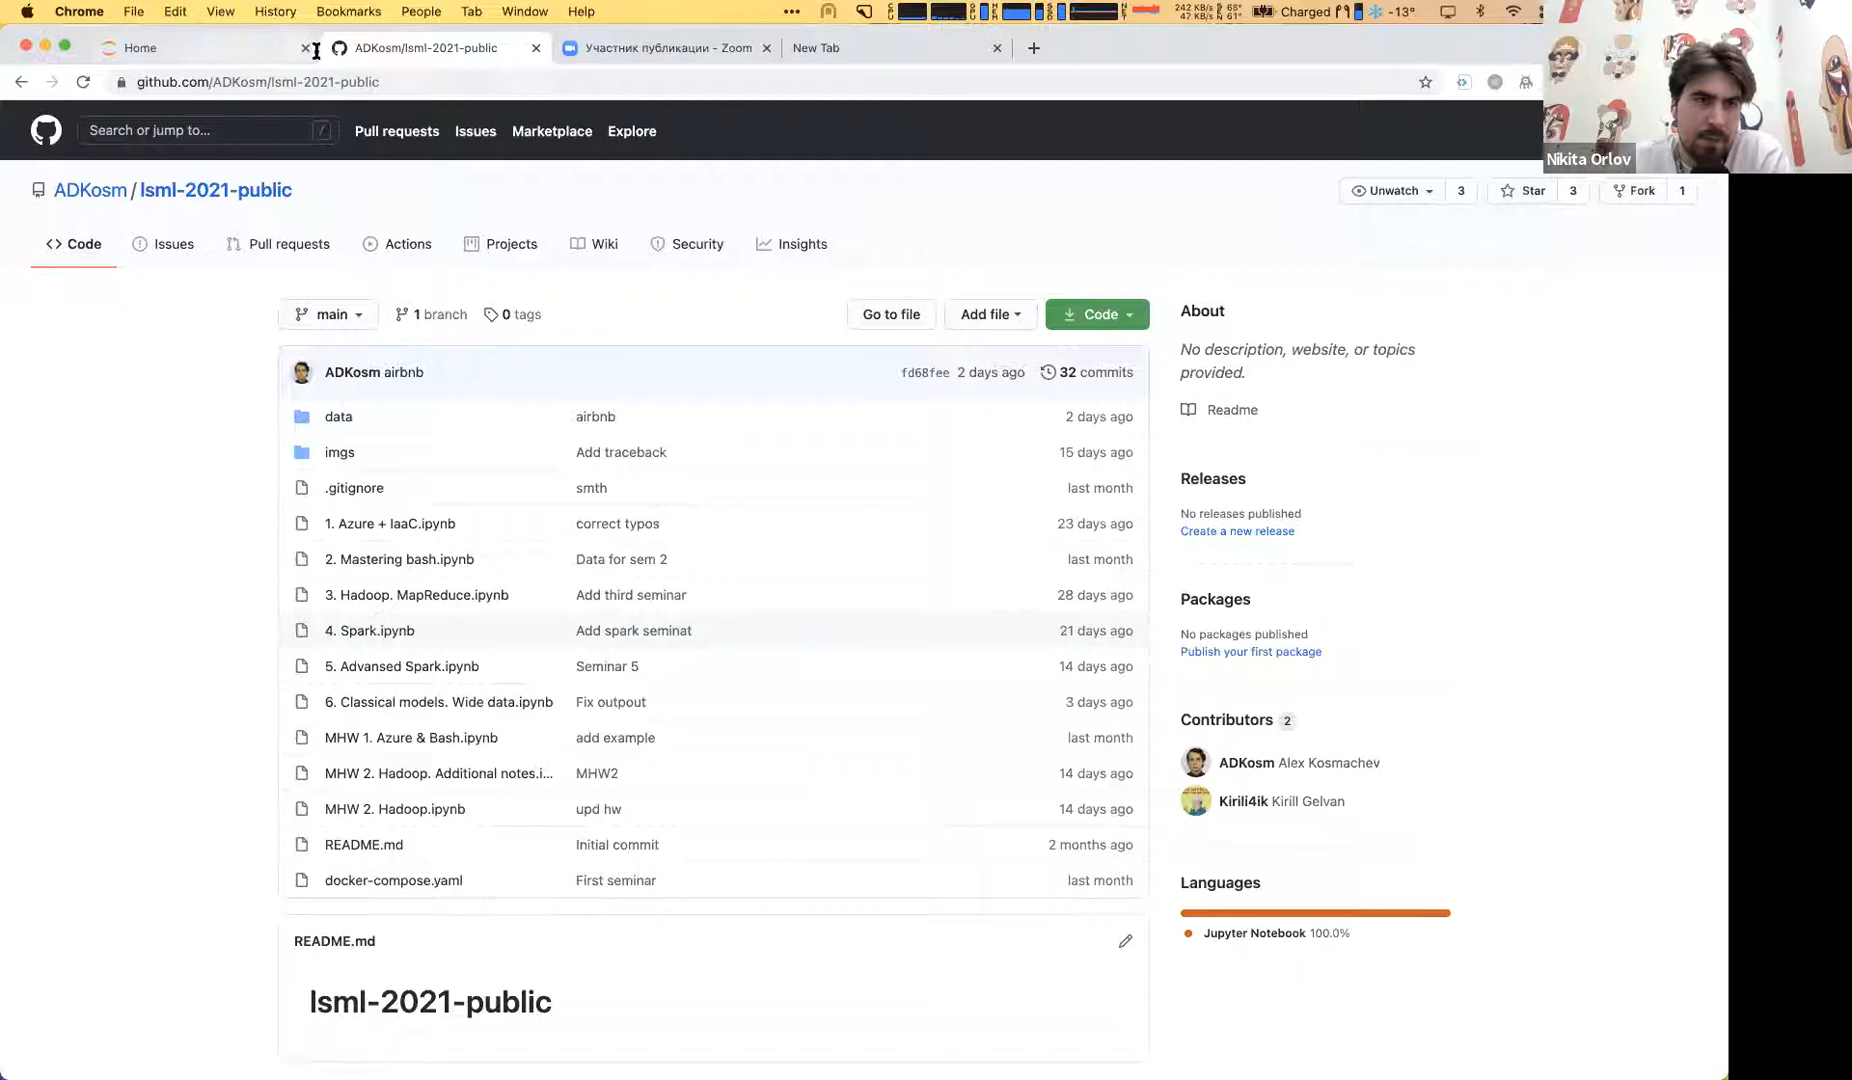 Chrome File Edit View History Bookmarks People Tab Window Help ••• 242 KB/s 68° Charged -13°
47 KB/s 61°
Home ADKosm/lsml-2021-public Участник публикации - Zoom New Tab
github.com/ADKosm/lsml-2021-public
Search or jump to... / Pull requests Issues Marketplace Explore
Nikita Orlov
ADKosm / lsml-2021-public Unwatch 3 Star 3 Fork 1
Code Issues Pull requests Actions Projects Wiki Security Insights
main 1 branch 0 tags Go to file Add file Code
About
No description, website, or topics
provided.
Readme
Releases
No releases published
Create a new release
Packages
No packages published
Publish your first package
Contributors 2
ADKosm Alex Kosmachev
Kirili4ik Kirill Gelvan
Languages
Jupyter Notebook 100.0%
ADKosm airbnb fd68fee 2 days ago 32 commits
data airbnb 2 days ago
imgs Add traceback 15 days ago
.gitignore smth last month
1. Azure + IaaC.ipynb correct typos 23 days ago
2. Mastering bash.ipynb Data for sem 2 last month
3. Hadoop. MapReduce.ipynb Add third seminar 28 days ago
4. Spark.ipynb Add spark seminat 21 days ago
5. Advansed Spark.ipynb Seminar 5 14 days ago
6. Classical models. Wide data.ipynb Fix outpout 3 days ago
MHW 1. Azure & Bash.ipynb add example last month
MHW 2. Hadoop. Additional notes.i... MHW2 14 days ago
MHW 2. Hadoop.ipynb upd hw 14 days ago
README.md Initial commit 2 months ago
docker-compose.yaml First seminar last month
README.md
lsml-2021-public